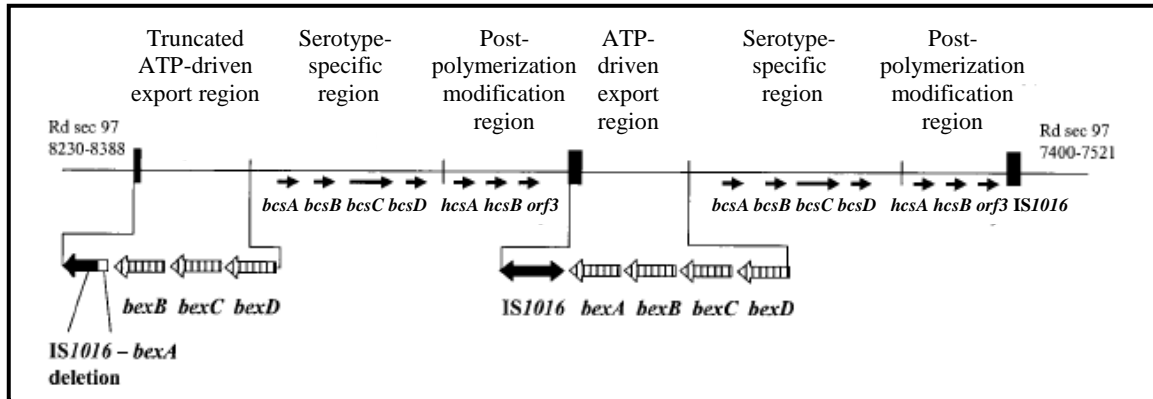 Truncated
ATP-driven
export region
Serotype-
specific
region
Post-
polymerization
modification
region
ATP-
driven
export
region
Serotype-
specific
region
Post-
polymerization
modification
region
Rd sec 97
8230-8388
Rd sec 97
7400-7521
bcsA bcsB bcsC bcsD hcsA hcsB orf3 bcsA bcsB bcsC bcsD hcsA hcsB orf3 IS1016
bexB bexC bexD IS1016 bexA bexB bexC bexD
IS1016 – bexA
deletion